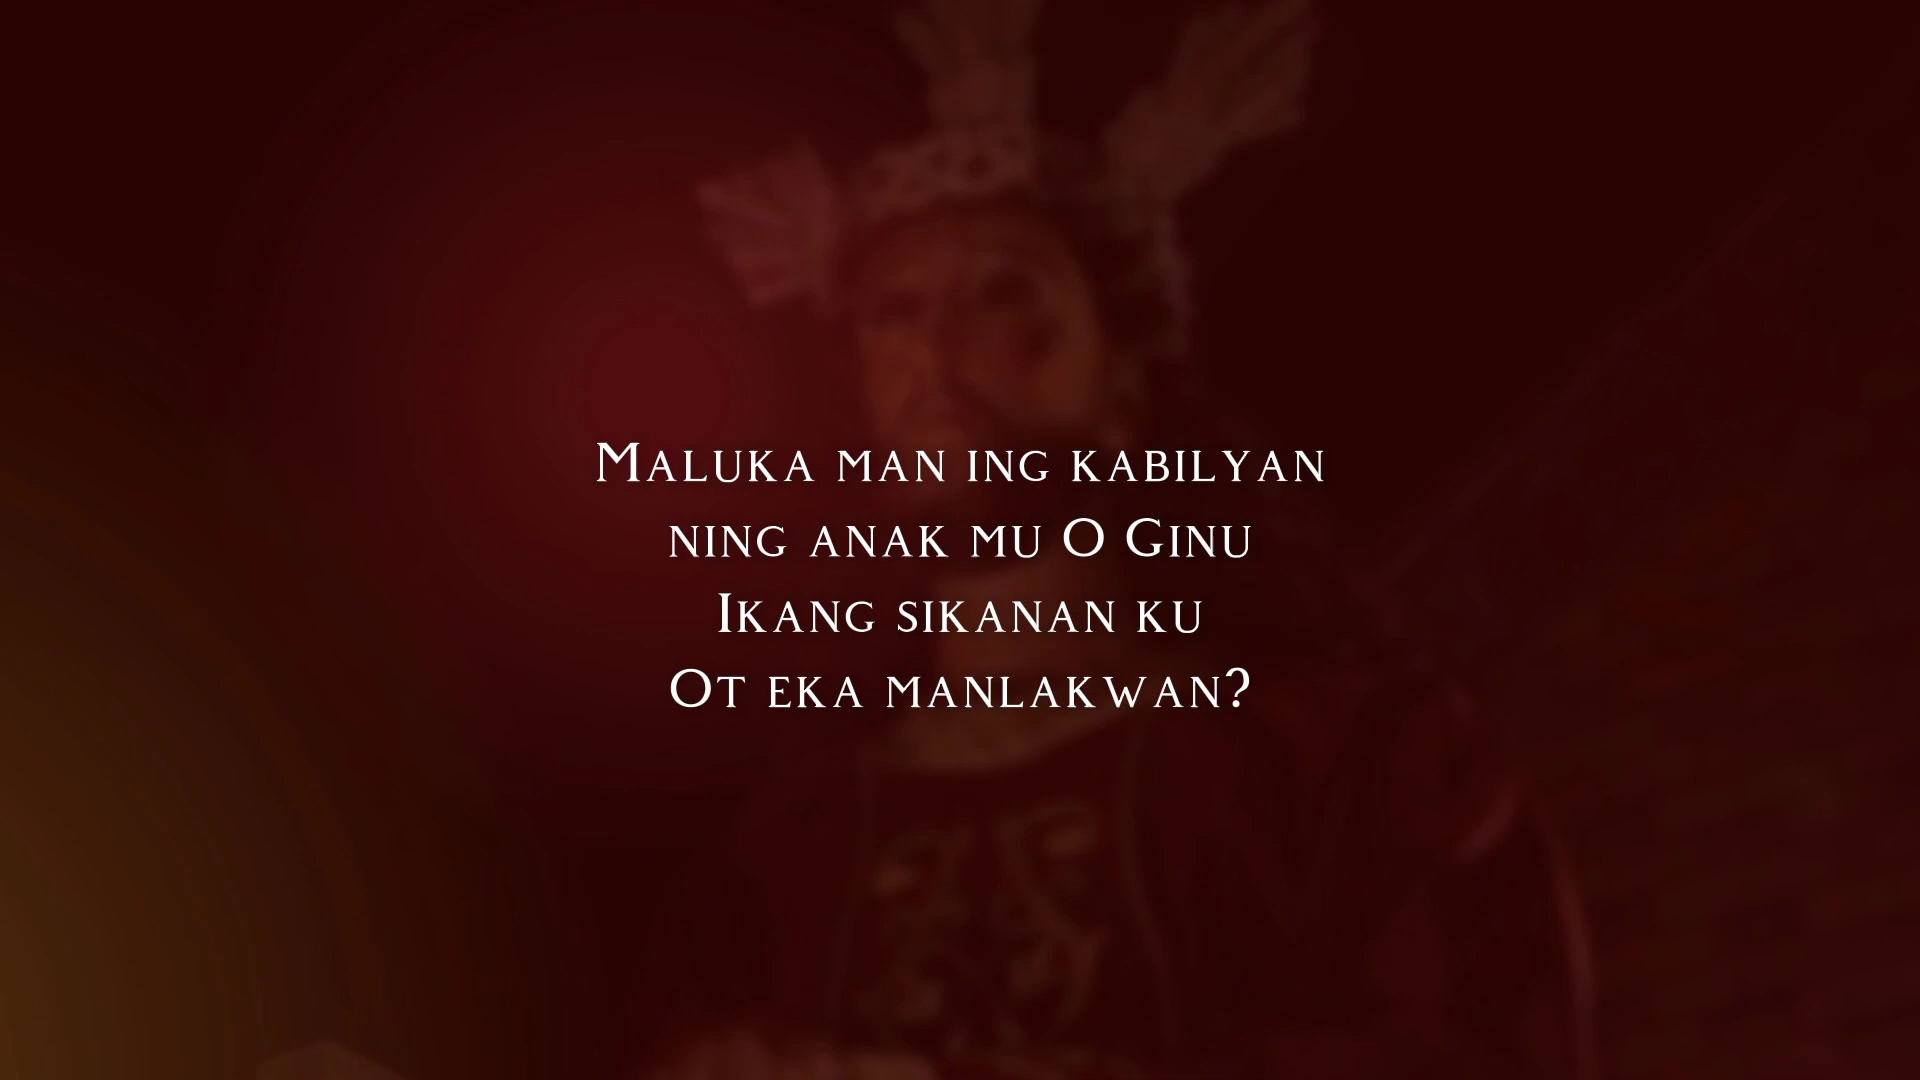 Maluka man ing kabilyan
ning anak mu O Ginu
Ikang sikanan ku
Ot eka manlakwan?